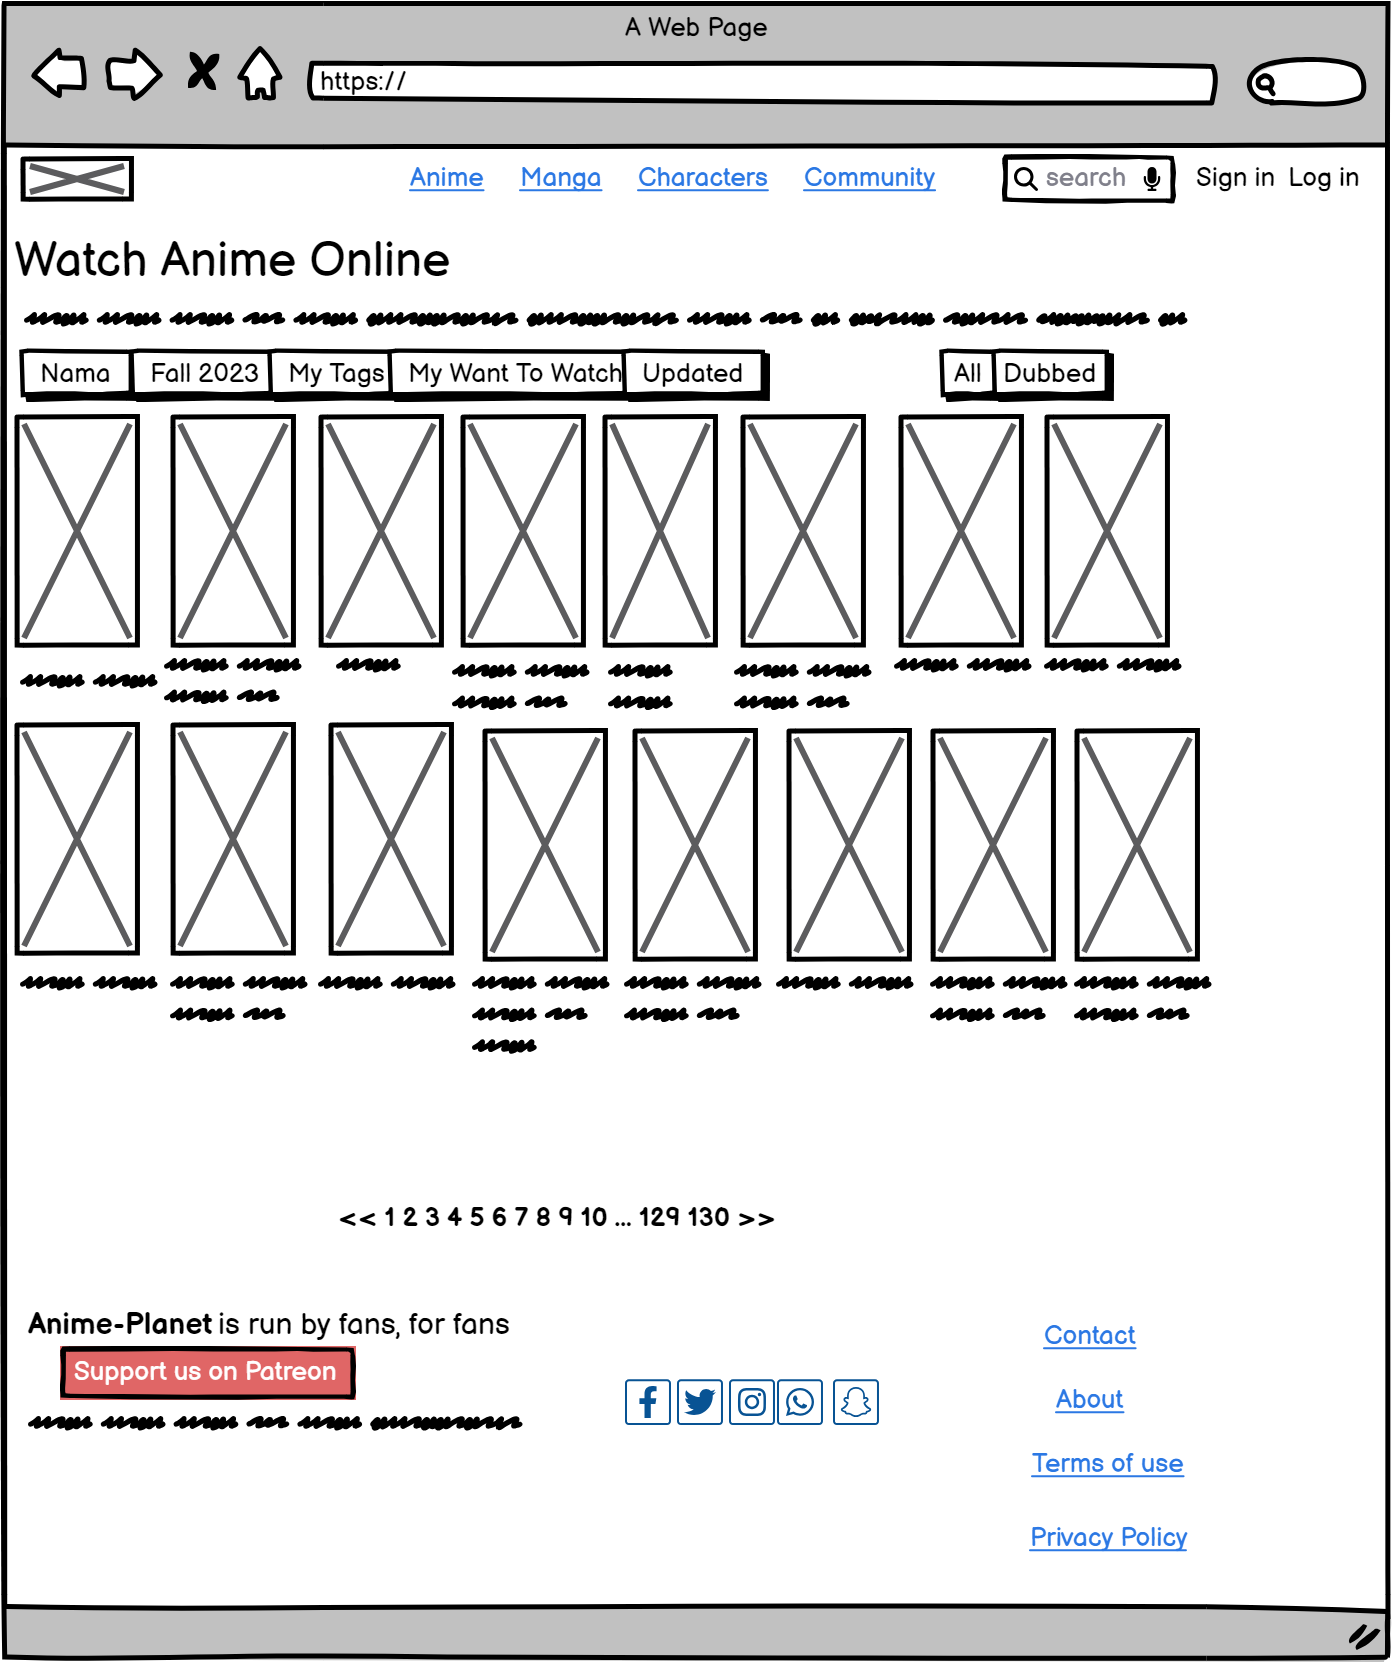 A Web Page
https://
Anime Manga Characters Community search Sign in Log in
Watch Anime Online
Nama Fall 2023 My Tags My Want To Watch Updated All Dubbed
<< 1 2 3 4 5 6 7 8 9 10 ... 129 130 >>
Anime-Planet is run by fans, for fans
Support us on Patreon
Contact
About
Terms of use
Privacy Policy